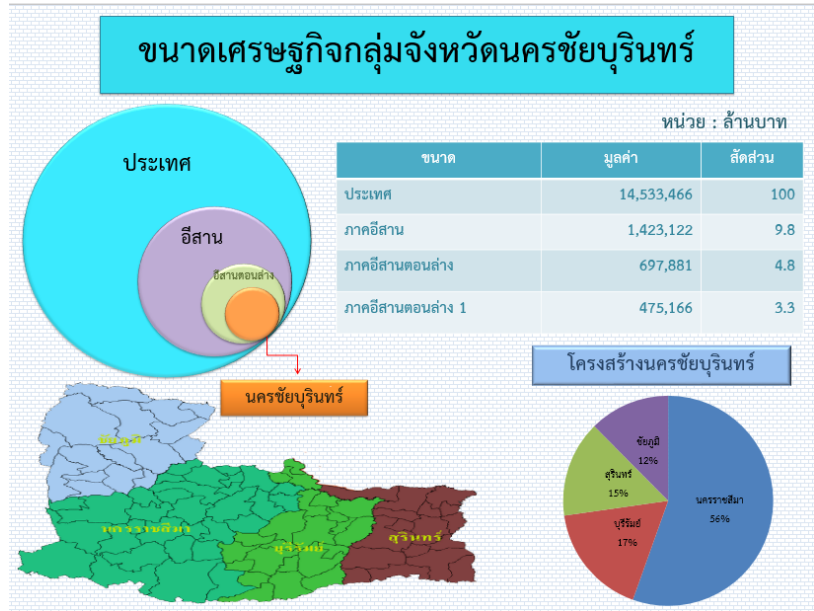 ขนาดเศรษฐกิจกลุ่มจังหวัดนครชัยบุรินทร์
หน่วย : ล้านบาท
ประเทศ
อีสาน
อีสานตอนล่าง
นครชัยบุรินทร์
ขนาด มูลค่า สัดส่วน
ประเทศ 14,533,466 100
ภาคอีสาน 1,423,122 9.8
ภาคอีสานตอนล่าง 697,881 4.8
ภาคอีสานตอนล่าง 1 475,166 3.3
ชัยภูมิ
นครราชสีมา
บุรีรัมย์
สุรินทร์
โครงสร้างนครชัยบุรินทร์
ชัยภูมิ
12%
สุรินทร์
15%
บุรีรัมย์
17%
นครราชสีมา
56%